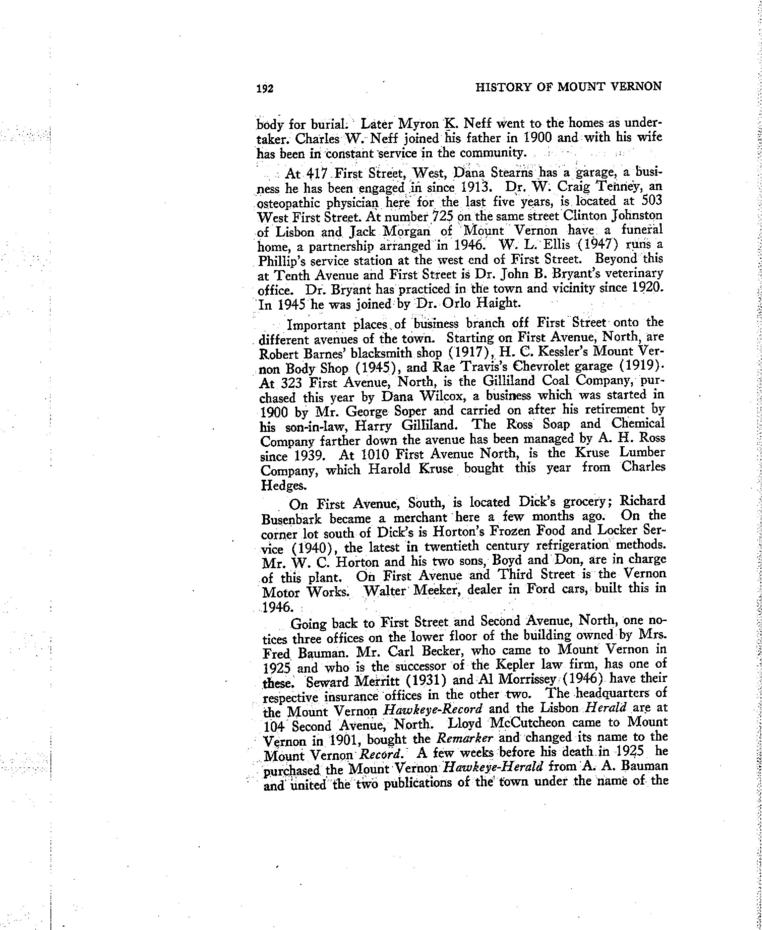 192
HISTORY OF MOUNT VERNON
body for burial. Later Myron K. Neff went to the homes as under-
taker. Charles W. Neff joined his father in 1900 and with his wife
has been in constant service in the community.
At 417 First Street, West, Dana Stearns has a garage, a busi-
ness he has been engaged in since 1913. Dr. W. Craig Tenney, an
osteopathic physician here for the last five years, is located at 503
West First Street. At number 725 on the same street Clinton Johnston
of Lisbon and Jack Morgan of Mount Vernon have a funeral
home, a partnership arranged in 1946. W. L. Ellis (1947) runs a
Phillip's service station at the west end of First Street. Beyond this
at Tenth Avenue and First Street is Dr. John B. Bryant's veterinary
office. Dr. Bryant has practiced in the town and vicinity since 1920.
In 1945 he was joined by Dr. Orlo Haight.
Important places of business branch off First Street onto the
different avenues of the town. Starting on First Avenue, North, are
Robert Barnes' blacksmith shop (1917), H. C. Kessler's Mount Ver-
non Body Shop (1945), and Rae Travis's Chevrolet garage (1919).
At 323 First Avenue, North, is the Gilliland Coal Company, pur-
chased this year by Dana Wilcox, a business which was started in
1900 by Mr. George Soper and carried on after his retirement by
his son-in-law, Harry Gilliland. The Ross Soap and Chemical
Company farther down the avenue has been managed by A. H. Ross
since 1939. At 1010 First Avenue North, is the Kruse Lumber
Company, which Harold Kruse bought this year from Charles
Hedges.
On First Avenue, South, is located Dick's grocery; Richard
Busenbark became a merchant here a few months ago. On the
corner lot south of Dick's is Horton's Frozen Food and Locker Ser-
vice (1940), the latest in twentieth century refrigeration methods.
Mr. W. C. Horton and his two sons, Boyd and Don, are in charge
of this plant. On First Avenue and Third Street is the Vernon
Motor Works. Walter Meeker, dealer in Ford cars, built this in
1946.
Going back to First Street and Second Avenue, North, one no-
tices three offices on the lower floor of the building owned by Mrs.
Fred Bauman. Mr. Carl Becker, who came to Mount Vernon in
1925 and who is the successor of the Kepler law firm, has one of
these. Seward Merritt (1931) and Al Morrissey (1946) have their
respective insurance offices in the other two. The headquarters of
the Mount Vernon Hawkeye-Record and the Lisbon Herald are at
104 Second Avenue, North. Lloyd McCutcheon came to Mount
Vernon in 1901, bought the Remarker and changed its name to the
Mount Vernon Record. A few weeks before his death in 1925 he
purchased the Mount Vernon Hawkeye-Herald from A. A. Bauman
and united the two publications of the town under the name of the